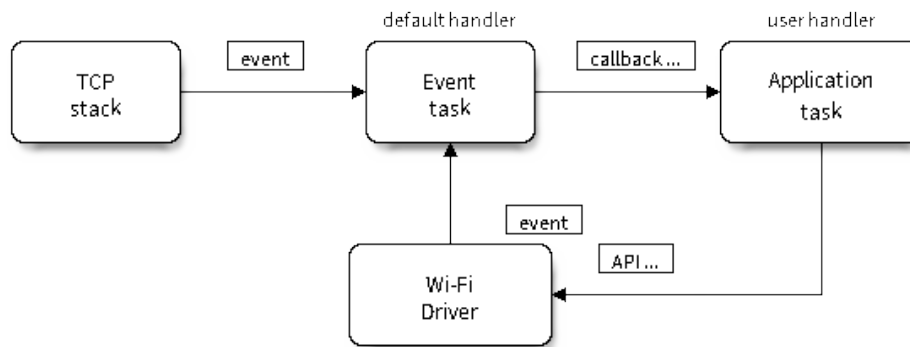 default handler
user handler
event
callback ...
TCP
stack
Event
task
Application
task
event
API ...
Wi-Fi
Driver